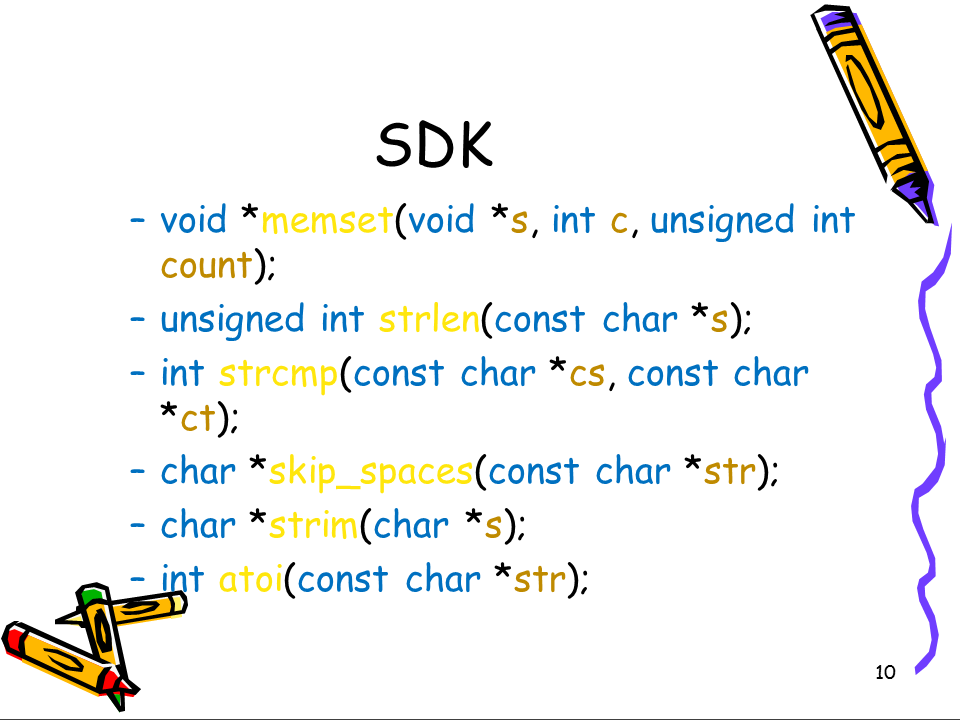 SDK
– void *memset(void *s, int c, unsigned int
count);
– unsigned int strlen(const char *s);
– int strcmp(const char *cs, const char
*ct);
– char *skip_spaces(const char *str);
– char *strim(char *s);
– int atoi(const char *str);
10